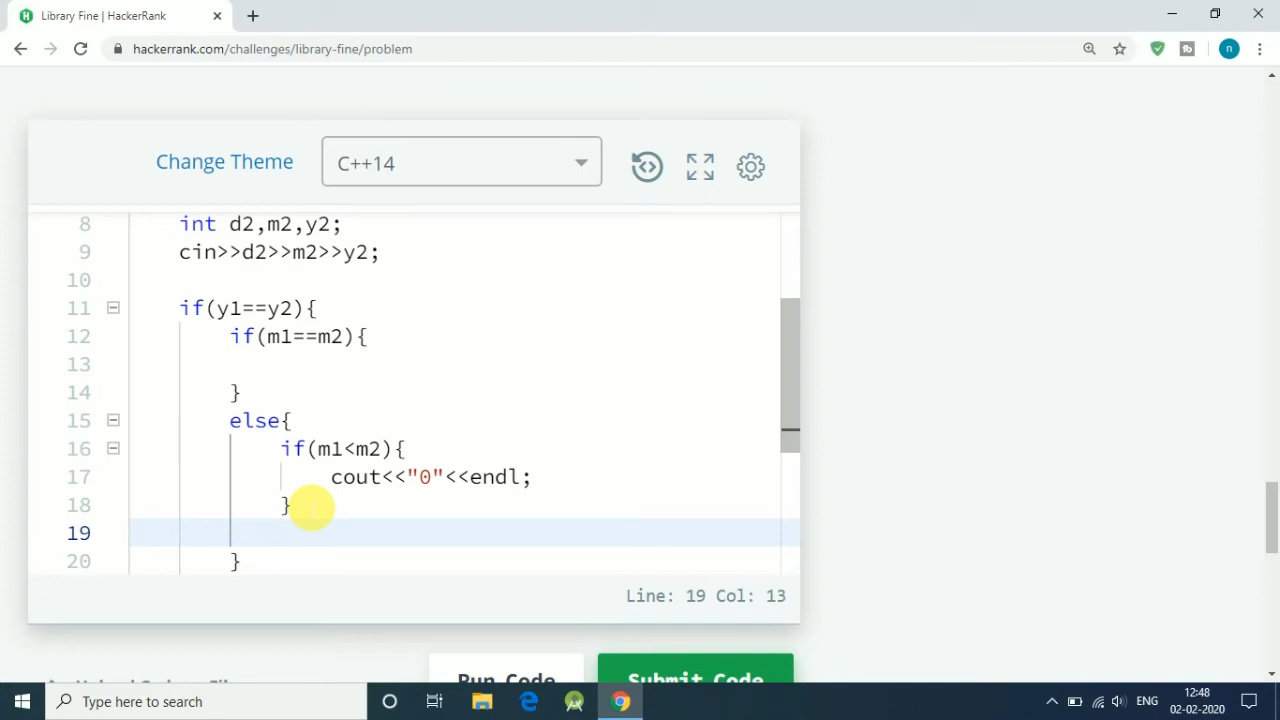 Library Fine | HackerRank
hackerrank.com/challenges/library-fine/problem
n
Change Theme
C++14
8 int d2,m2,y2;
9 cin>>d2>>m2>>y2;
10
11 if(y1==y2){
12 if(m1==m2){
13
14 }
15 else{
16 if(m1<m2){
17 cout<<"0"<<endl;
18 }
19
20 }
Line: 19 Col: 13
Run Code
Submit Code
Type here to search
ENG
12:48
02-02-2020